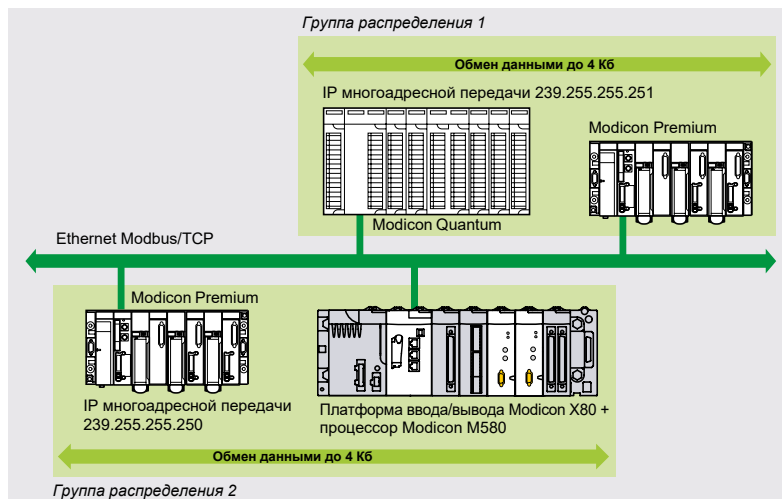 Группа распределения 1
Обмен данными до 4 Кб
IP многоадресной передачи 239.255.255.251
Modicon Premium
Modicon Quantum
Ethernet Modbus/TCP
Modicon Premium
IP многоадресной передачи
239.255.255.250
Платформа ввода/вывода Modicon X80 +
процессор Modicon M580
Обмен данными до 4 Кб
Группа распределения 2